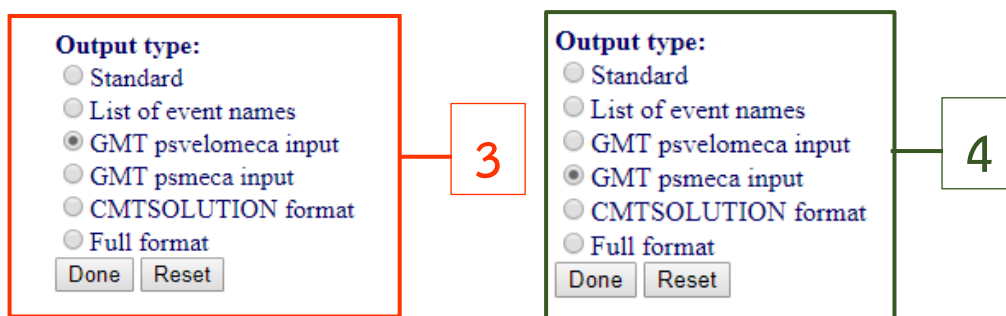 Output type:
Standard
List of event names
GMT psvelomeca input
GMT psmeca input
CMTSOLUTION format
Full format
Done Reset
3
Output type:
Standard
List of event names
GMT psvelomeca input
GMT psmeca input
CMTSOLUTION format
Full format
Done Reset
4